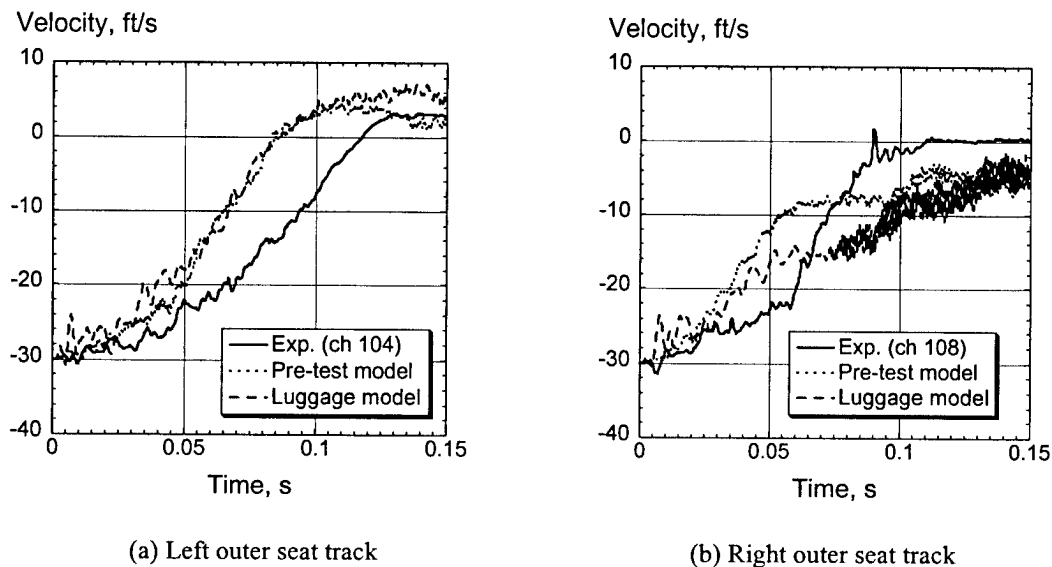 Velocity, ft/s
10
0
-10
-20
-30
-40
0
0.05
0.1
0.15
Time, s
Exp. (ch 104)
Pre-test model
Luggage model
(a) Left outer seat track
Velocity, ft/s
10
0
-10
-20
-30
-40
0
0.05
0.1
0.15
Time, s
Exp. (ch 108)
Pre-test model
Luggage model
(b) Right outer seat track